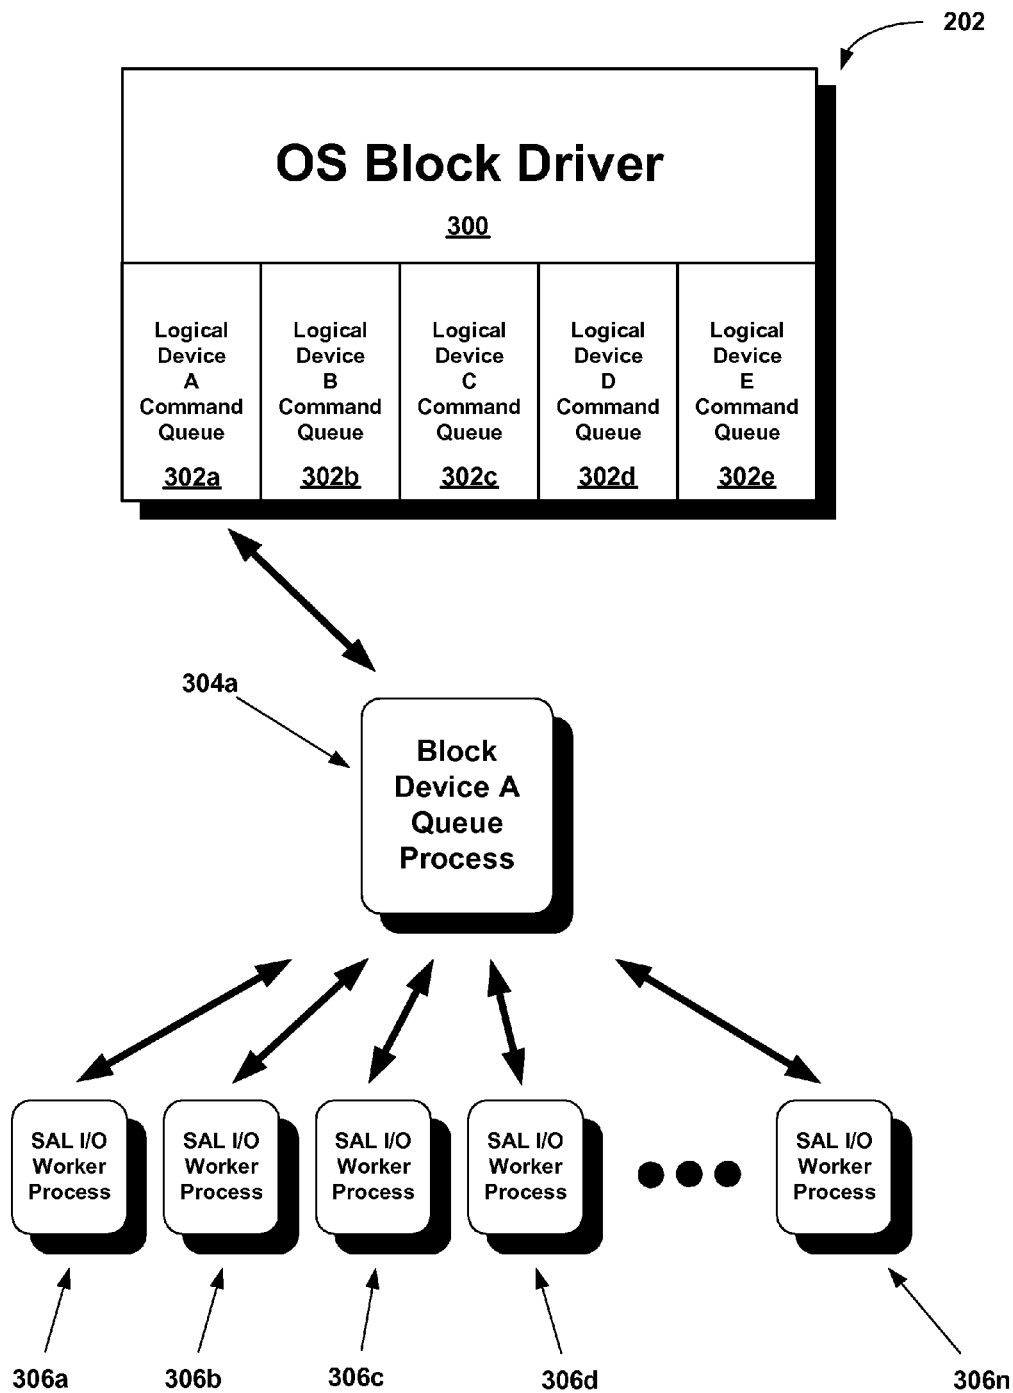 202
OS Block Driver
300
Logical
Device
A
Command
Queue
302a
Logical
Device
B
Command
Queue
302b
Logical
Device
C
Command
Queue
302c
Logical
Device
D
Command
Queue
302d
Logical
Device
E
Command
Queue
302e
304a
Block
Device A
Queue
Process
SAL I/O
Worker
Process
SAL I/O
Worker
Process
SAL I/O
Worker
Process
SAL I/O
Worker
Process
SAL I/O
Worker
Process
306a
306b
306c
306d
306n